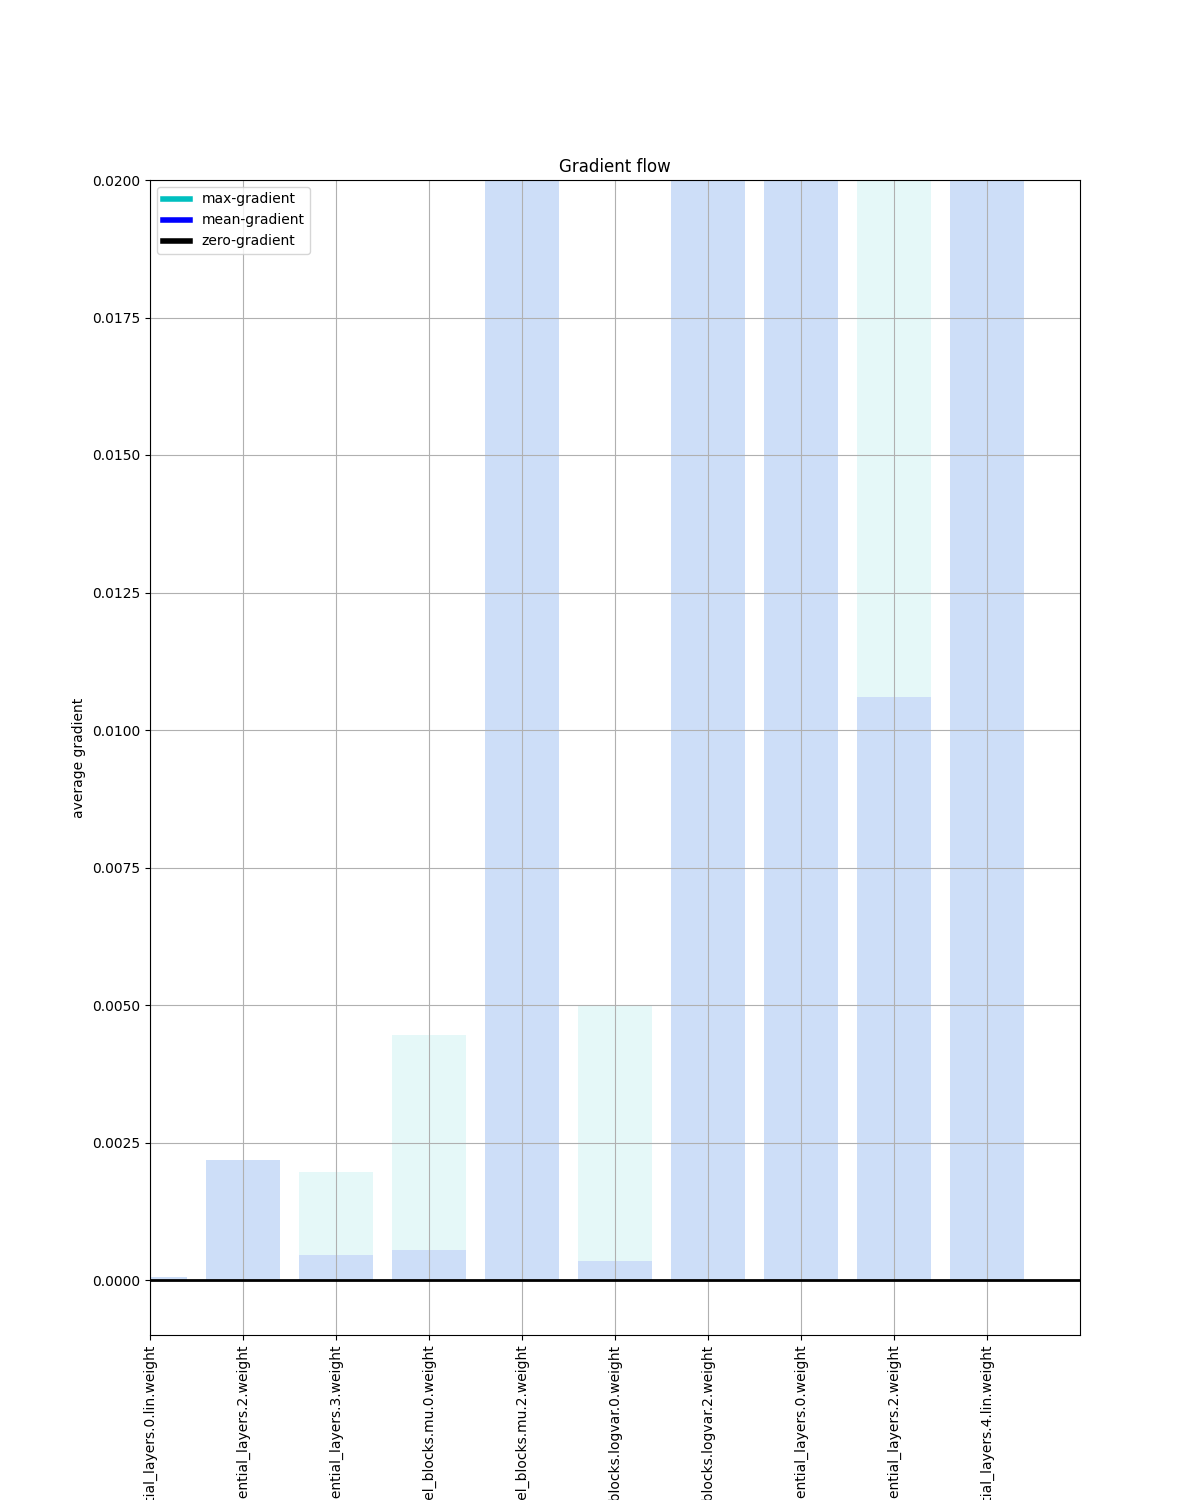 Gradient flow
max-gradient
mean-gradient
zero-gradient
0.0200
0.0175
0.0150
0.0125
0.0100
0.0075
0.0050
0.0025
0.0000
average gradient
tial_layers.0.lin.weight
ential_layers.2.weight
ential_layers.3.weight
el_blocks.mu.0.weight
el_blocks.mu.2.weight
blocks.logvar.0.weight
blocks.logvar.2.weight
ential_layers.0.weight
ential_layers.2.weight
tial_layers.4.lin.weight